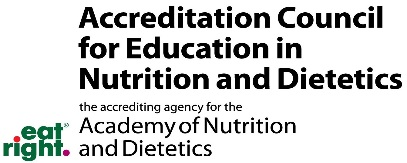 Accreditation Council
for Education in
Nutrition and Dietetics
the accrediting agency for the
eat Academy of Nutrition
right. and Dietetics